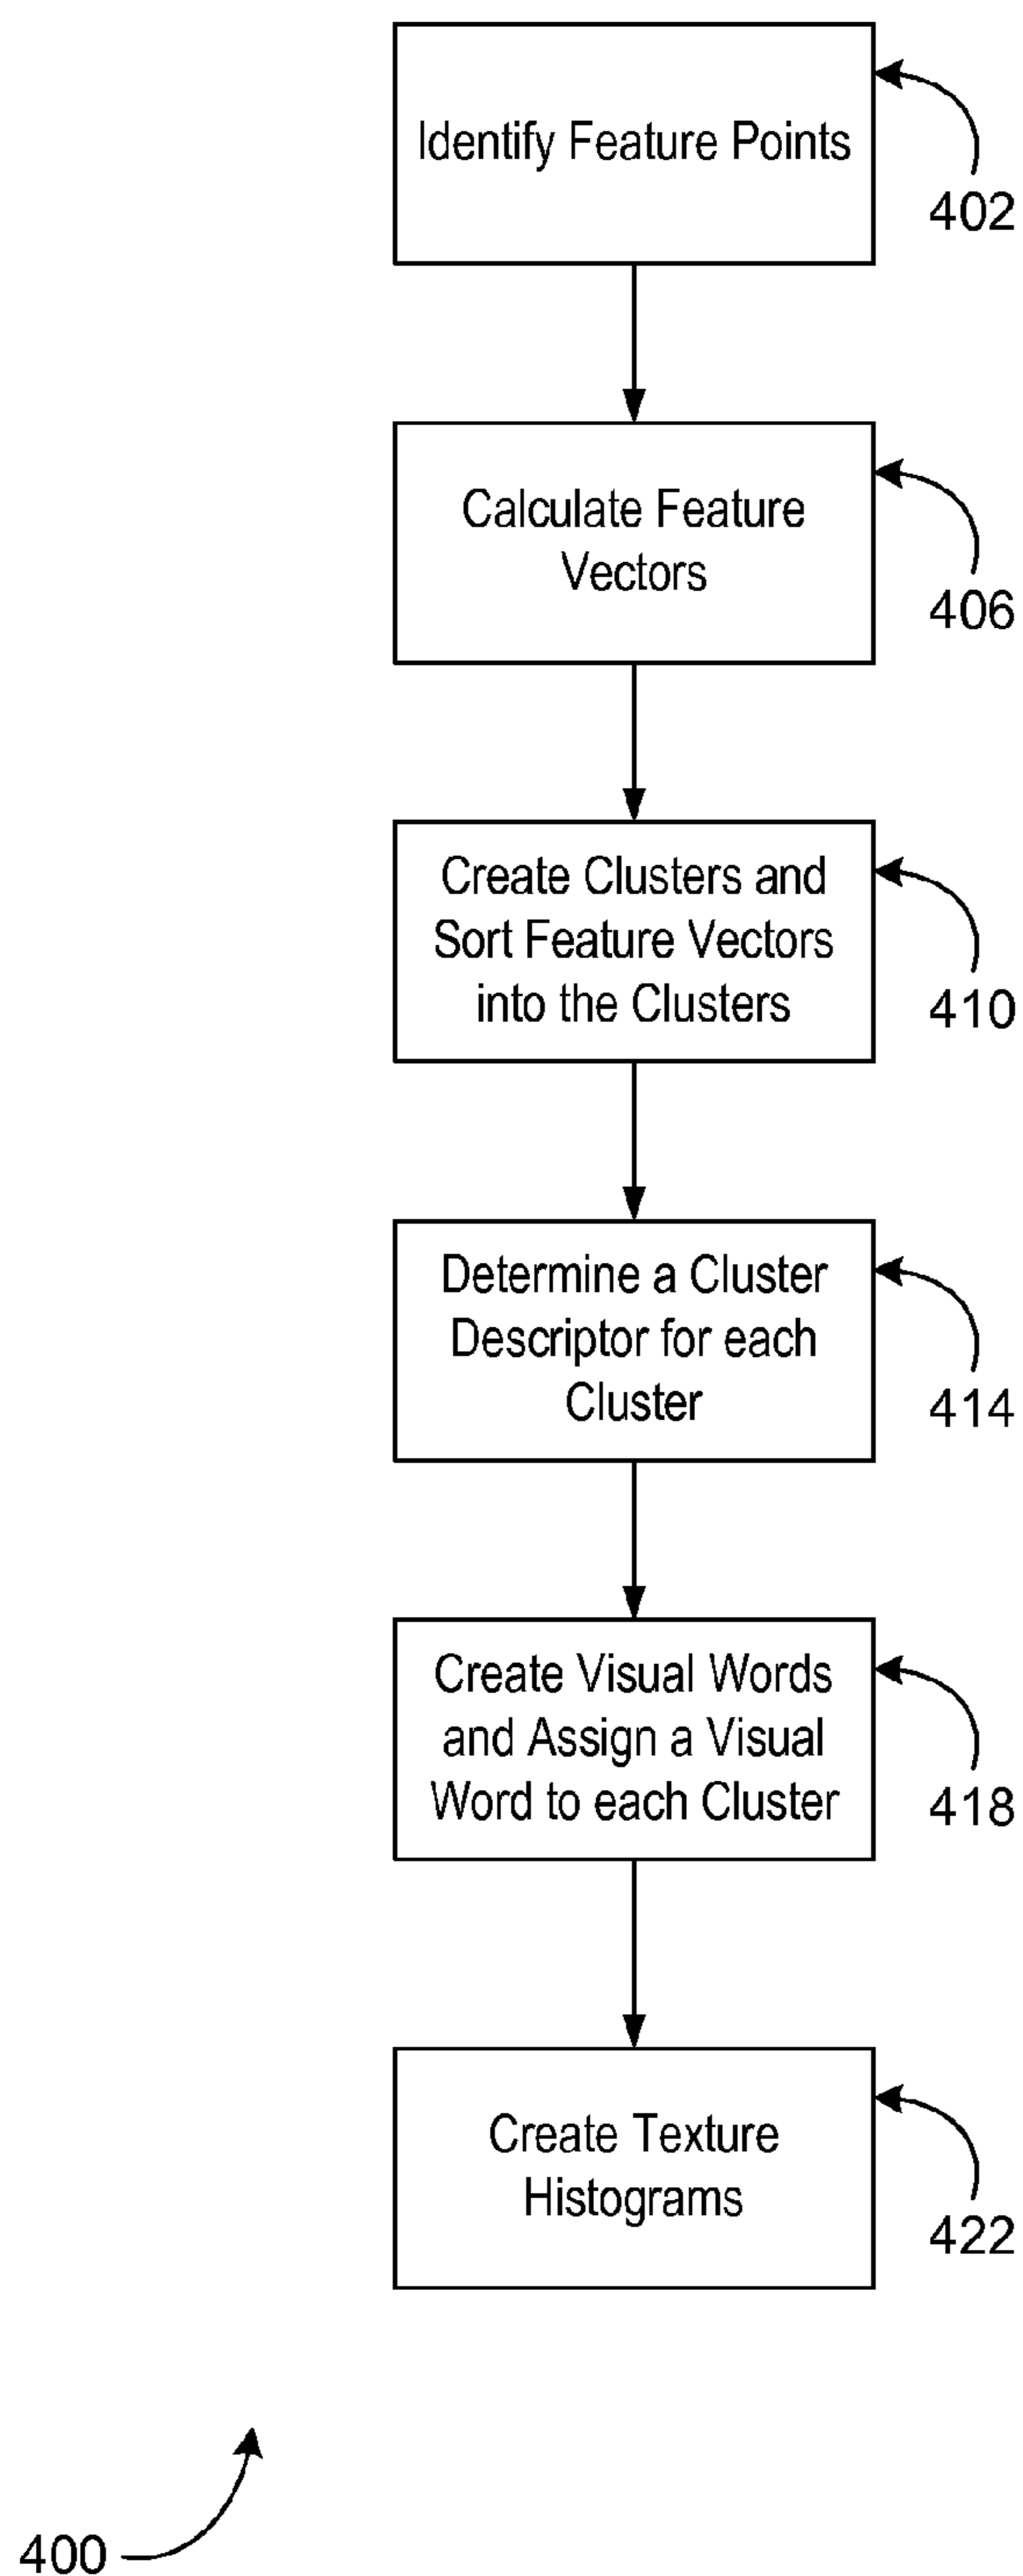 Identify Feature Points
402
Calculate Feature
Vectors
406
Create Clusters and
Sort Feature Vectors
into the Clusters
410
Determine a Cluster
Descriptor for each
Cluster
414
Create Visual Words
and Assign a Visual
Word to each Cluster
418
Create Texture
Histograms
422
400